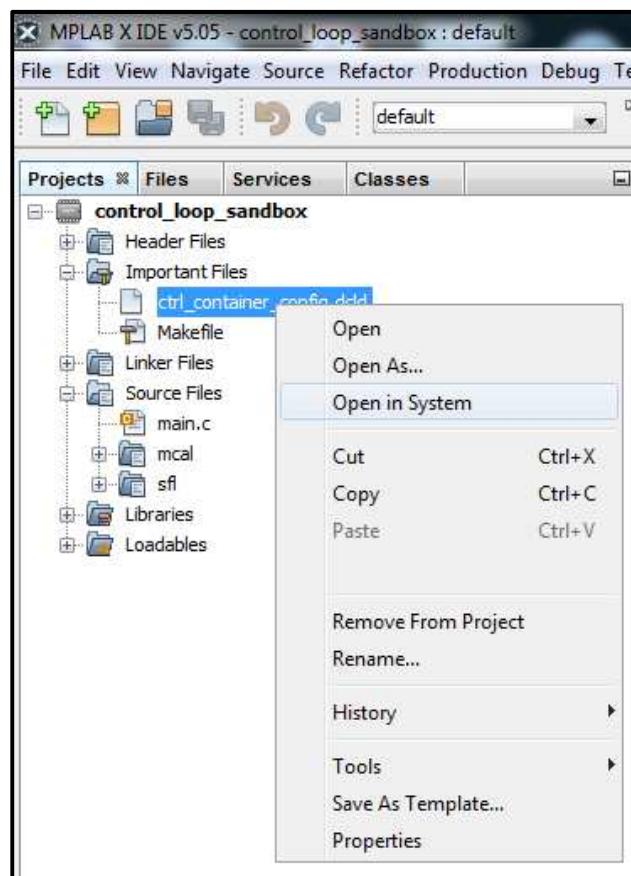 MPLAB X IDE v5.05 - control_loop_sandbox : default
File Edit View Navigate Source Refactor Production Debug Te
default
Projects Files Services Classes
control_loop_sandbox
Header Files
Important Files
ctrl_container_config.dcld
Makefile
Linker Files
Source Files
main.c
mcal
sfl
Libraries
Loadables
Open
Open As...
Open in System
Cut Ctrl+X
Copy Ctrl+C
Paste Ctrl+V
Remove From Project
Rename...
History
Tools
Save As Template...
Properties